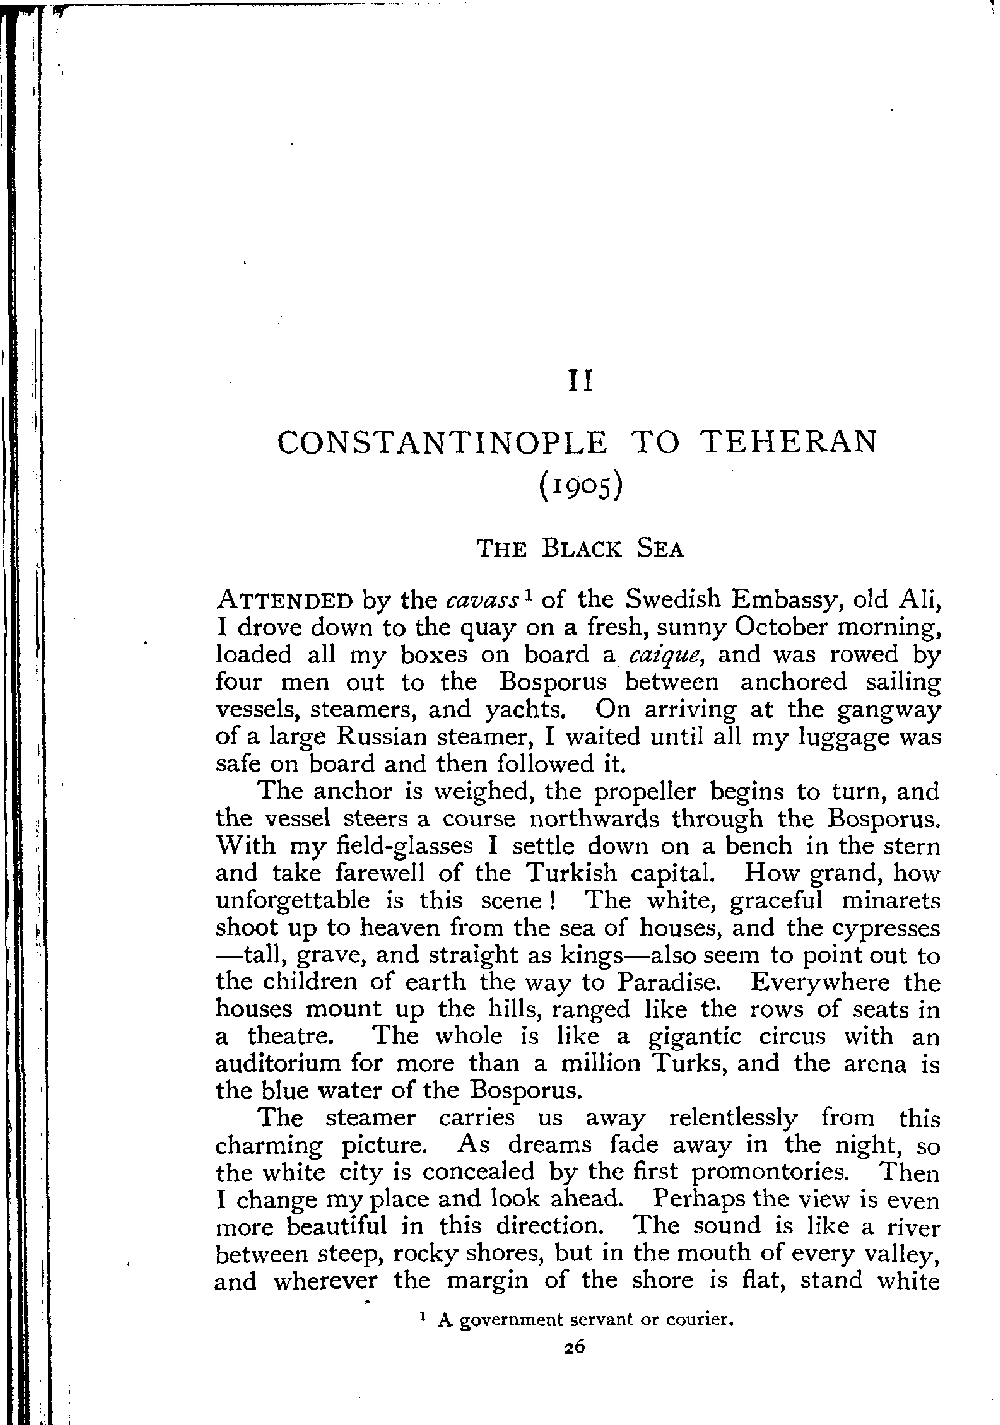 II
CONSTANTINOPLE TO TEHERAN
(1905)
THE BLACK SEA
ATTENDED by the cavass ¹ of the Swedish Embassy, old Ali,
I drove down to the quay on a fresh, sunny October morning,
loaded all my boxes on board a caique, and was rowed by
four men out to the Bosporus between anchored sailing
vessels, steamers, and yachts. On arriving at the gangway
of a large Russian steamer, I waited until all my luggage was
safe on board and then followed it.
The anchor is weighed, the propeller begins to turn, and
the vessel steers a course northwards through the Bosporus.
With my field-glasses I settle down on a bench in the stern
and take farewell of the Turkish capital. How grand, how
unforgettable is this scene! The white, graceful minarets
shoot up to heaven from the sea of houses, and the cypresses
—tall, grave, and straight as kings—also seem to point out to
the children of earth the way to Paradise. Everywhere the
houses mount up the hills, ranged like the rows of seats in
a theatre. The whole is like a gigantic circus with an
auditorium for more than a million Turks, and the arena is
the blue water of the Bosporus.
The steamer carries us away relentlessly from this
charming picture. As dreams fade away in the night, so
the white city is concealed by the first promontories. Then
I change my place and look ahead. Perhaps the view is even
more beautiful in this direction. The sound is like a river
between steep, rocky shores, but in the mouth of every valley,
and wherever the margin of the shore is flat, stand white
¹ A government servant or courier.
26